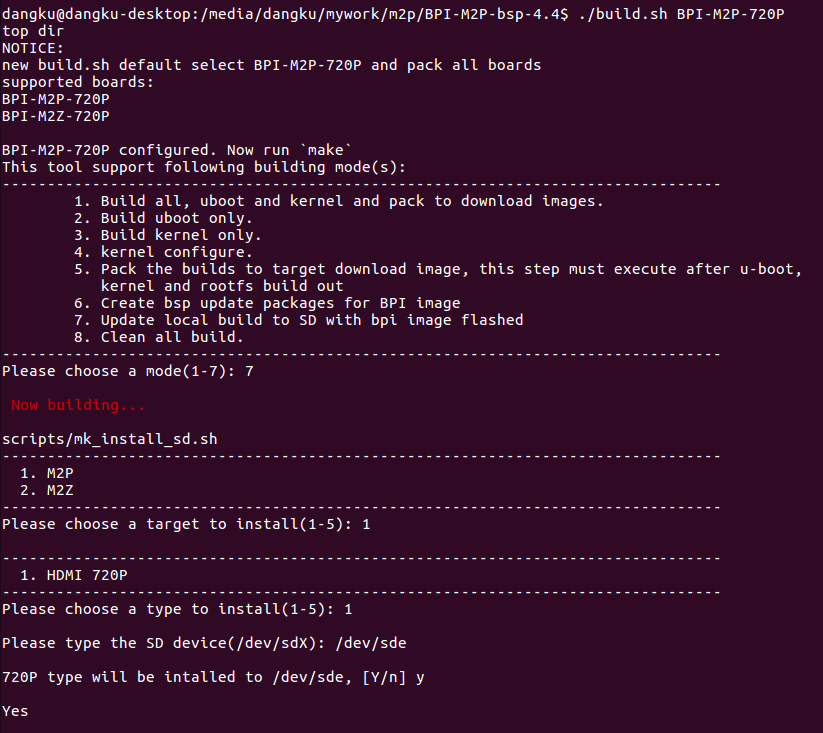 dangku@dangku-desktop:/media/dangku/mywork/m2p/BPI-M2P-bsp-4.4$ ./build.sh BPI-M2P-720P
top dir
NOTICE:
new build.sh default select BPI-M2P-720P and pack all boards
supported boards:
BPI-M2P-720P
BPI-M2Z-720P

BPI-M2P-720P configured. Now run `make`
This tool support following building mode(s):
--------------------------------------------------------------------------------
        1. Build all, uboot and kernel and pack to download images.
        2. Build uboot only.
        3. Build kernel only.
        4. kernel configure.
        5. Pack the builds to target download image, this step must execute after u-boot,
           kernel and rootfs build out
        6. Create bsp update packages for BPI image
        7. Update local build to SD with bpi image flashed
        8. Clean all build.
--------------------------------------------------------------------------------
Please choose a mode(1-7): 7

 Now building...

scripts/mk_install_sd.sh
--------------------------------------------------------------------------------
  1. M2P
  2. M2Z
--------------------------------------------------------------------------------
Please choose a target to install(1-5): 1

--------------------------------------------------------------------------------
  1. HDMI 720P
--------------------------------------------------------------------------------
Please choose a type to install(1-5): 1

Please type the SD device(/dev/sdX): /dev/sde

720P type will be intalled to /dev/sde, [Y/n] y

Yes